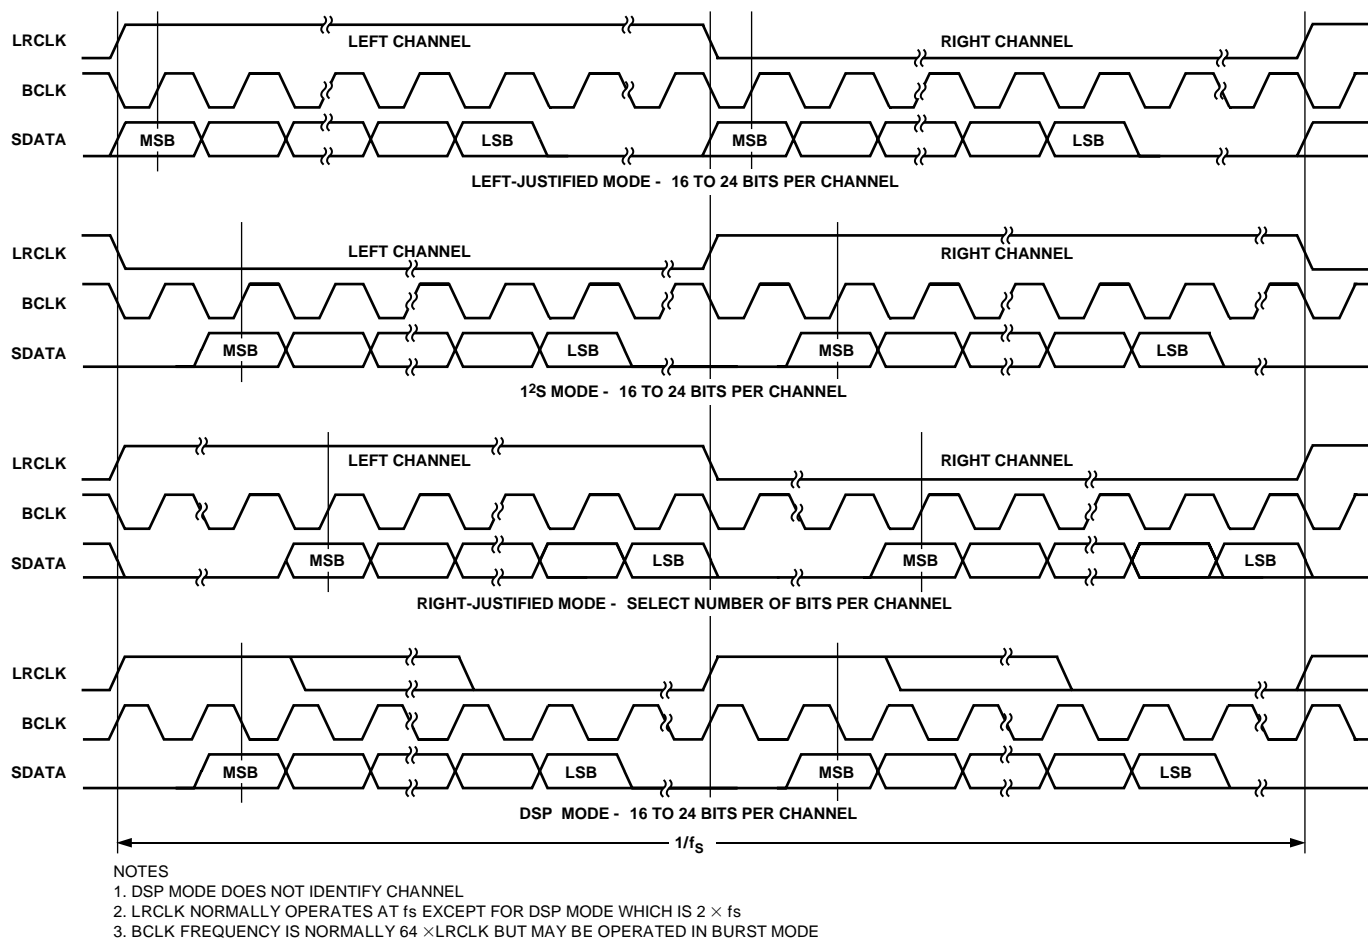 LRCLK LEFT CHANNEL RIGHT CHANNEL
BCLK
SDATA MSB LSB MSB LSB
LEFT-JUSTIFIED MODE - 16 TO 24 BITS PER CHANNEL
LRCLK LEFT CHANNEL RIGHT CHANNEL
BCLK
SDATA MSB LSB MSB LSB
1²S MODE - 16 TO 24 BITS PER CHANNEL
LRCLK LEFT CHANNEL RIGHT CHANNEL
BCLK
SDATA MSB LSB MSB LSB
RIGHT-JUSTIFIED MODE - SELECT NUMBER OF BITS PER CHANNEL
LRCLK
BCLK
SDATA MSB LSB MSB LSB
DSP MODE - 16 TO 24 BITS PER CHANNEL
1/fS
NOTES
1. DSP MODE DOES NOT IDENTIFY CHANNEL
2. LRCLK NORMALLY OPERATES AT fs EXCEPT FOR DSP MODE WHICH IS 2 × fs
3. BCLK FREQUENCY IS NORMALLY 64 ×LRCLK BUT MAY BE OPERATED IN BURST MODE